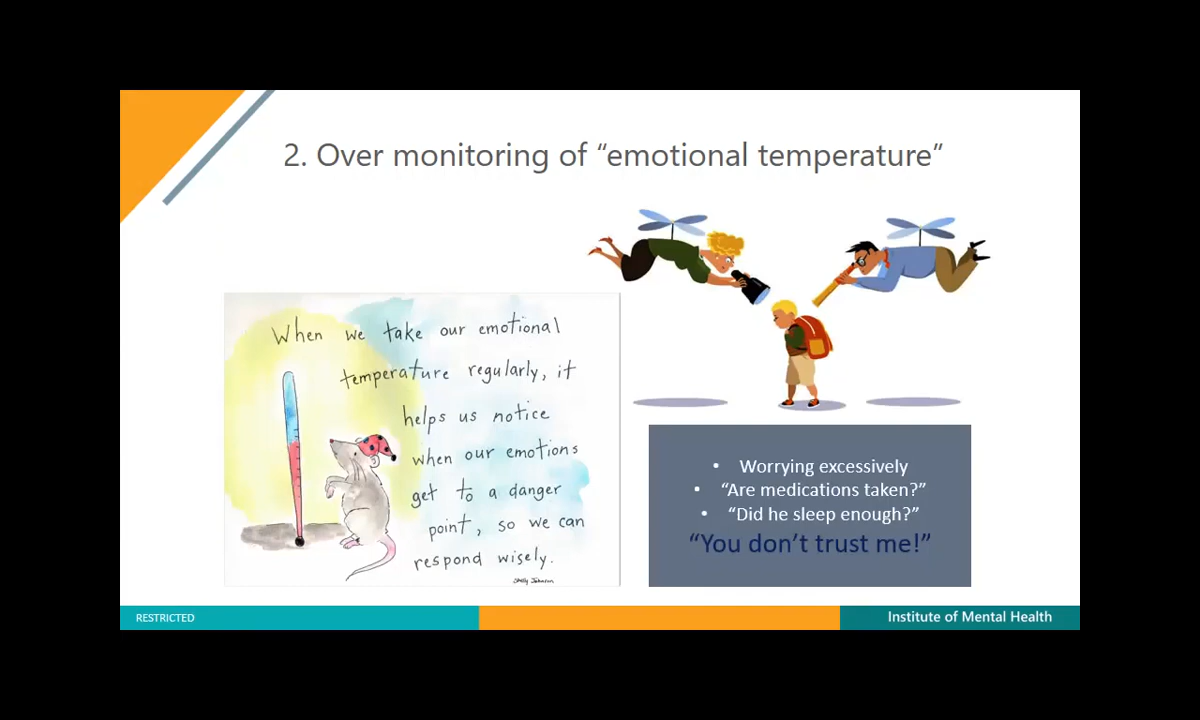 2. Over monitoring of “emotional temperature”
When we take our emotional
temperature regularly, it
helps us notice
when our emotions
get to a danger
point, so we can
respond wisely.
Shelly Johnson
• Worrying excessively
• “Are medications taken?”
• “Did he sleep enough?”
“You don’t trust me!”
RESTRICTED
Institute of Mental Health